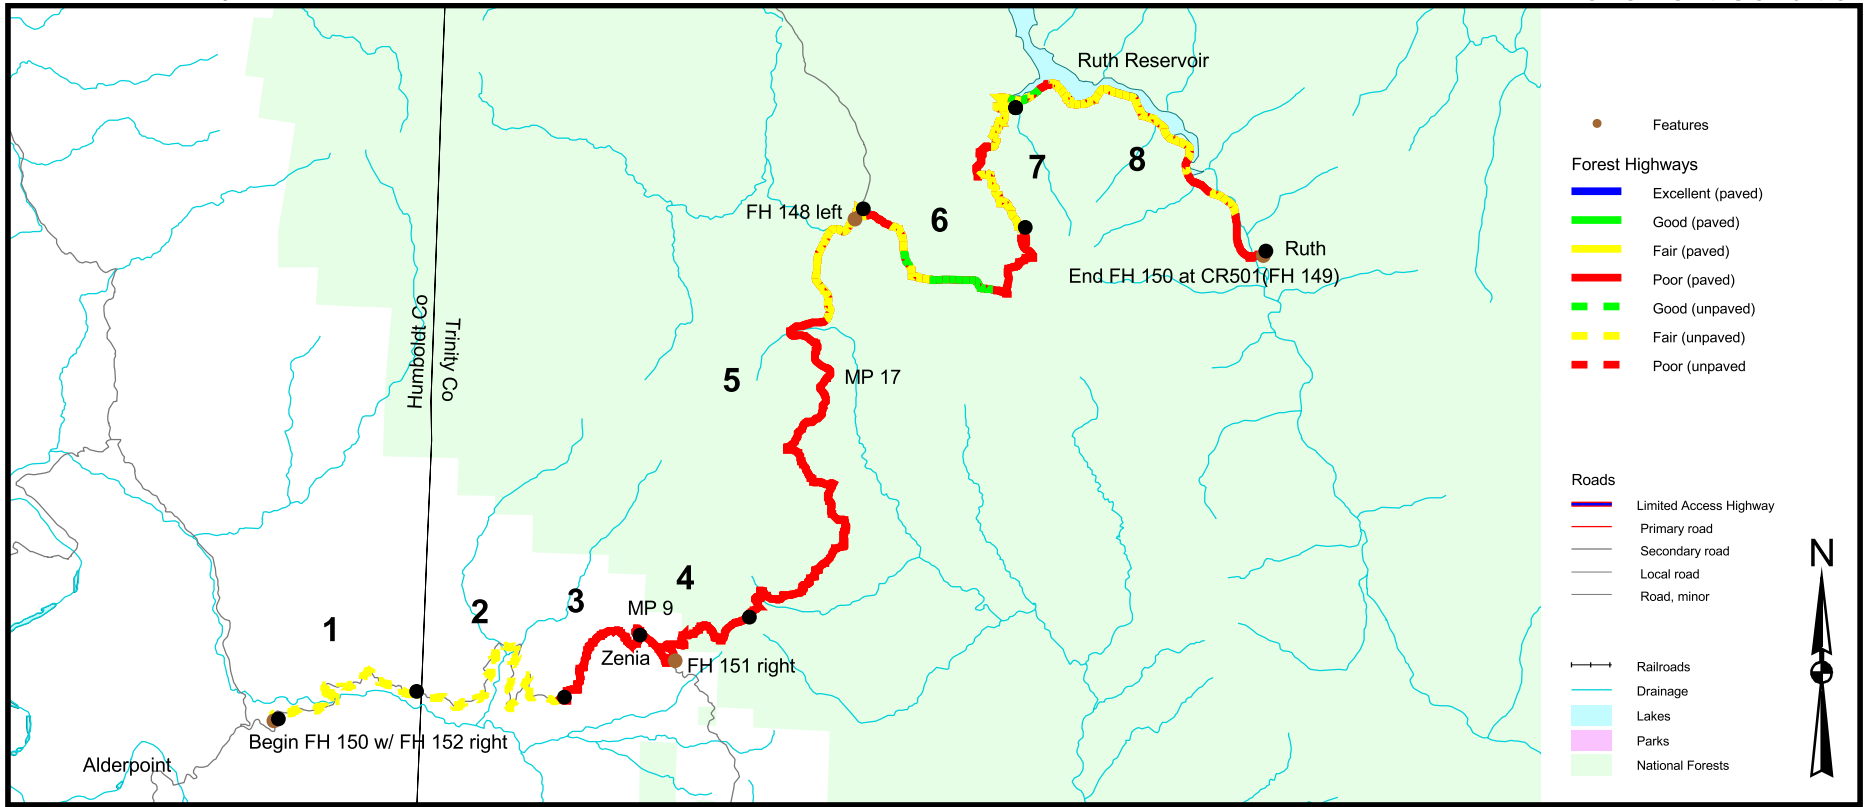 Ruth Reservoir
8
7
FH 148 left
6
Ruth
End FH 150 at CR501(FH 149)
Humboldt Co
Trinity Co
5
MP 17
4
3
2
1
MP 9
Zenia
FH 151 right
Begin FH 150 w/ FH 152 right
Alderpoint
Features
Forest Highways
Excellent (paved)
Good (paved)
Fair (paved)
Poor (paved)
Good (unpaved)
Fair (unpaved)
Poor (unpaved
Roads
Limited Access Highway
Primary road
Secondary road
Local road
Road, minor
N
Railroads
Drainage
Lakes
Parks
National Forests